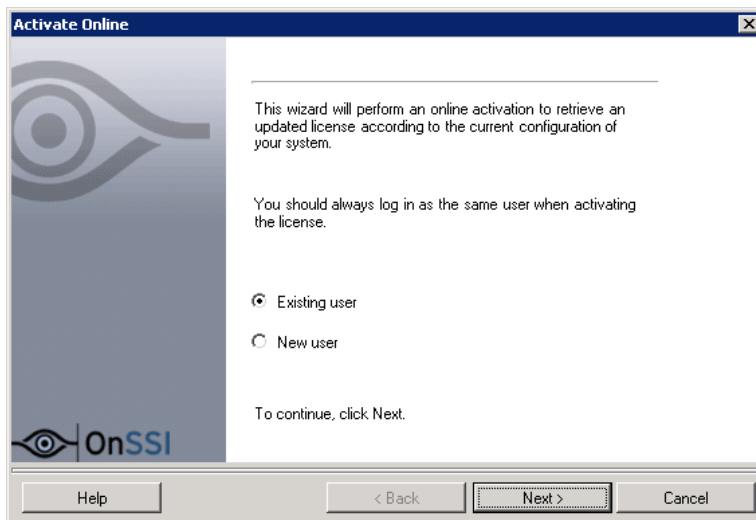 Activate Online
This wizard will perform an online activation to retrieve an
updated license according to the current configuration of
your system.
You should always log in as the same user when activating
the license.
Existing user
New user
To continue, click Next.
OnSSI
Help
< Back
Next >
Cancel